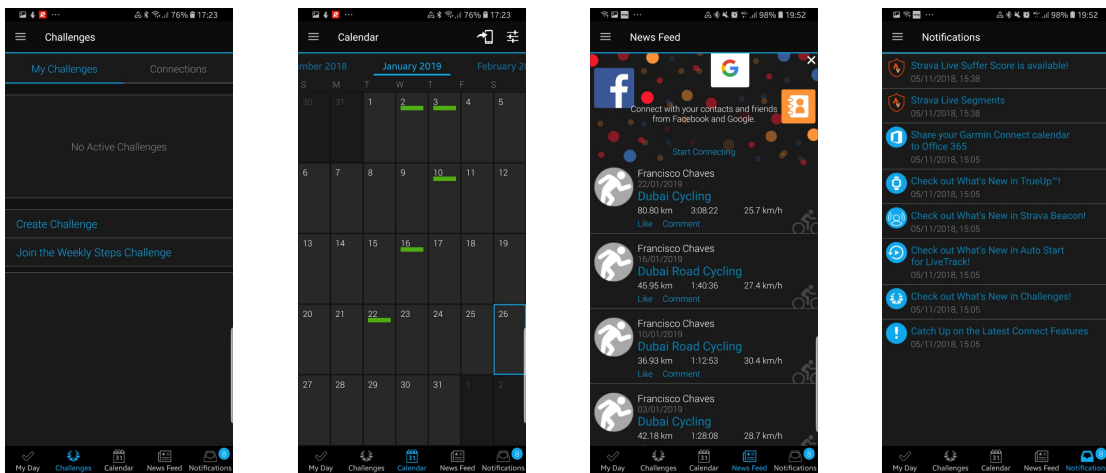 76% 17:23
Challenges
My Challenges Connections
No Active Challenges
Create Challenge
Join the Weekly Steps Challenge
My Day Challenges Calendar News Feed Notifications
8
76% 17:23
Calendar
ember 2018 January 2019 February 2
S M T W T F S
30 31 1 2 3 4 5
6 7 8 9 10 11 12
13 14 15 16 17 18 19
20 21 22 23 24 25 26
27 28 29 30 31 1 2
My Day Challenges Calendar News Feed Notifications
31
8
98% 19:52
News Feed
Connect with your contacts and friends
from Facebook and Google.
Start Connecting
Francisco Chaves
22/01/2019
Dubai Cycling
80.80 km 3:08:22 25.7 km/h
Like Comment
Francisco Chaves
16/01/2019
Dubai Road Cycling
45.95 km 1:40:36 27.4 km/h
Like Comment
Francisco Chaves
10/01/2019
Dubai Road Cycling
36.93 km 1:12:53 30.4 km/h
Like Comment
Francisco Chaves
03/01/2019
Dubai Cycling
42.18 km 1:28:08 28.7 km/h
My Day Challenges Calendar News Feed Notifications
8
98% 19:52
Notifications
Strava Live Suffer Score is available!
05/11/2018, 15:38
Strava Live Segments
05/11/2018, 15:38
Share your Garmin Connect calendar
to Office 365
05/11/2018, 15:05
Check out What's New in TrueUp™!
05/11/2018, 15:05
Check out What's New in Strava Beacon!
05/11/2018, 15:05
Check out What's New in Auto Start
for LiveTrack!
05/11/2018, 15:05
Check out What's New in Challenges!
05/11/2018, 15:05
Catch Up on the Latest Connect Features
05/11/2018, 15:05
My Day Challenges Calendar News Feed Notifications
8